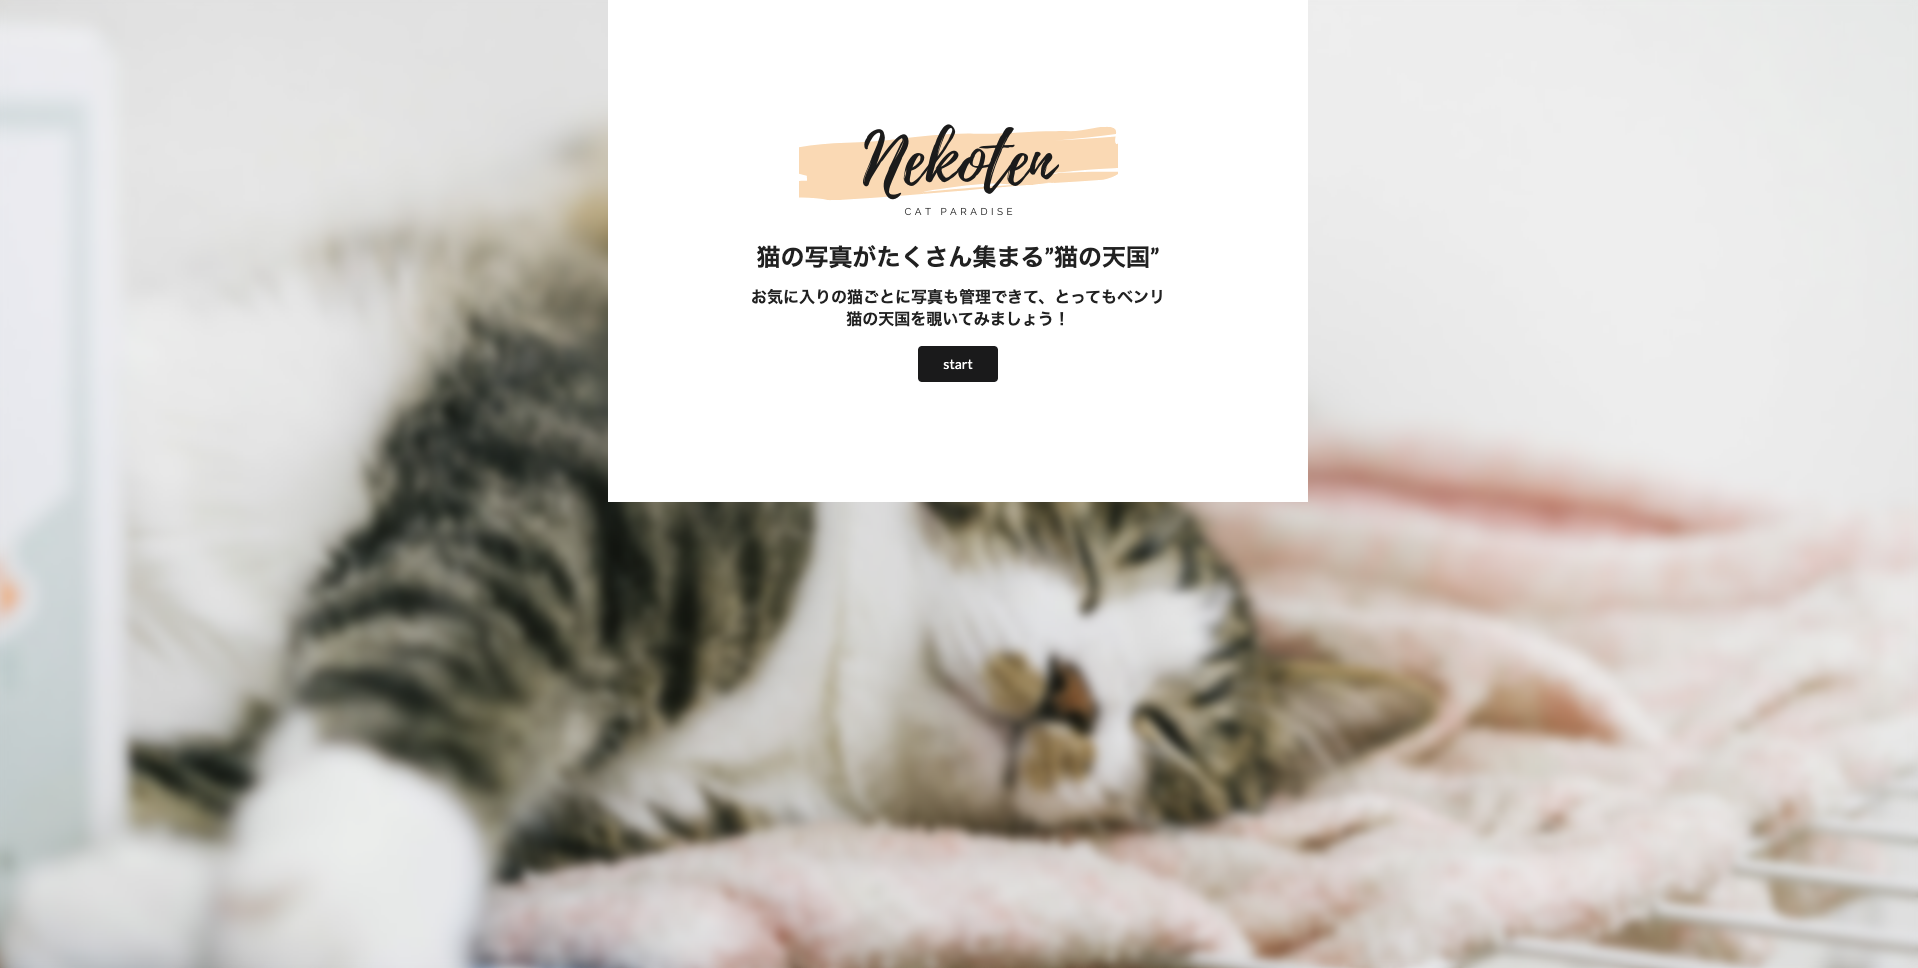 Nekoten
CAT PARADISE
猫の写真がたくさん集まる”猫の天国”
お気に入りの猫ごとに写真も管理できて、とってもベンリ
猫の天国を覗いてみましょう！
start